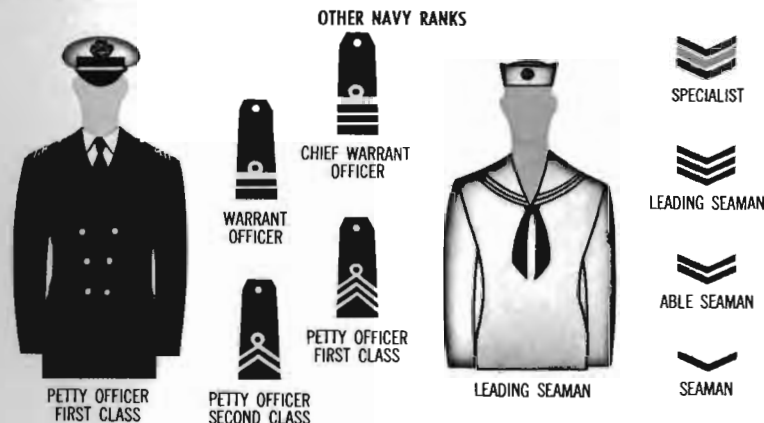 OTHER NAVY RANKS
CHIEF WARRANT
OFFICER
WARRANT
OFFICER
PETTY OFFICER
FIRST CLASS
PETTY OFFICER
SECOND CLASS
PETTY OFFICER
FIRST CLASS
LEADING SEAMAN
SPECIALIST
LEADING SEAMAN
ABLE SEAMAN
SEAMAN